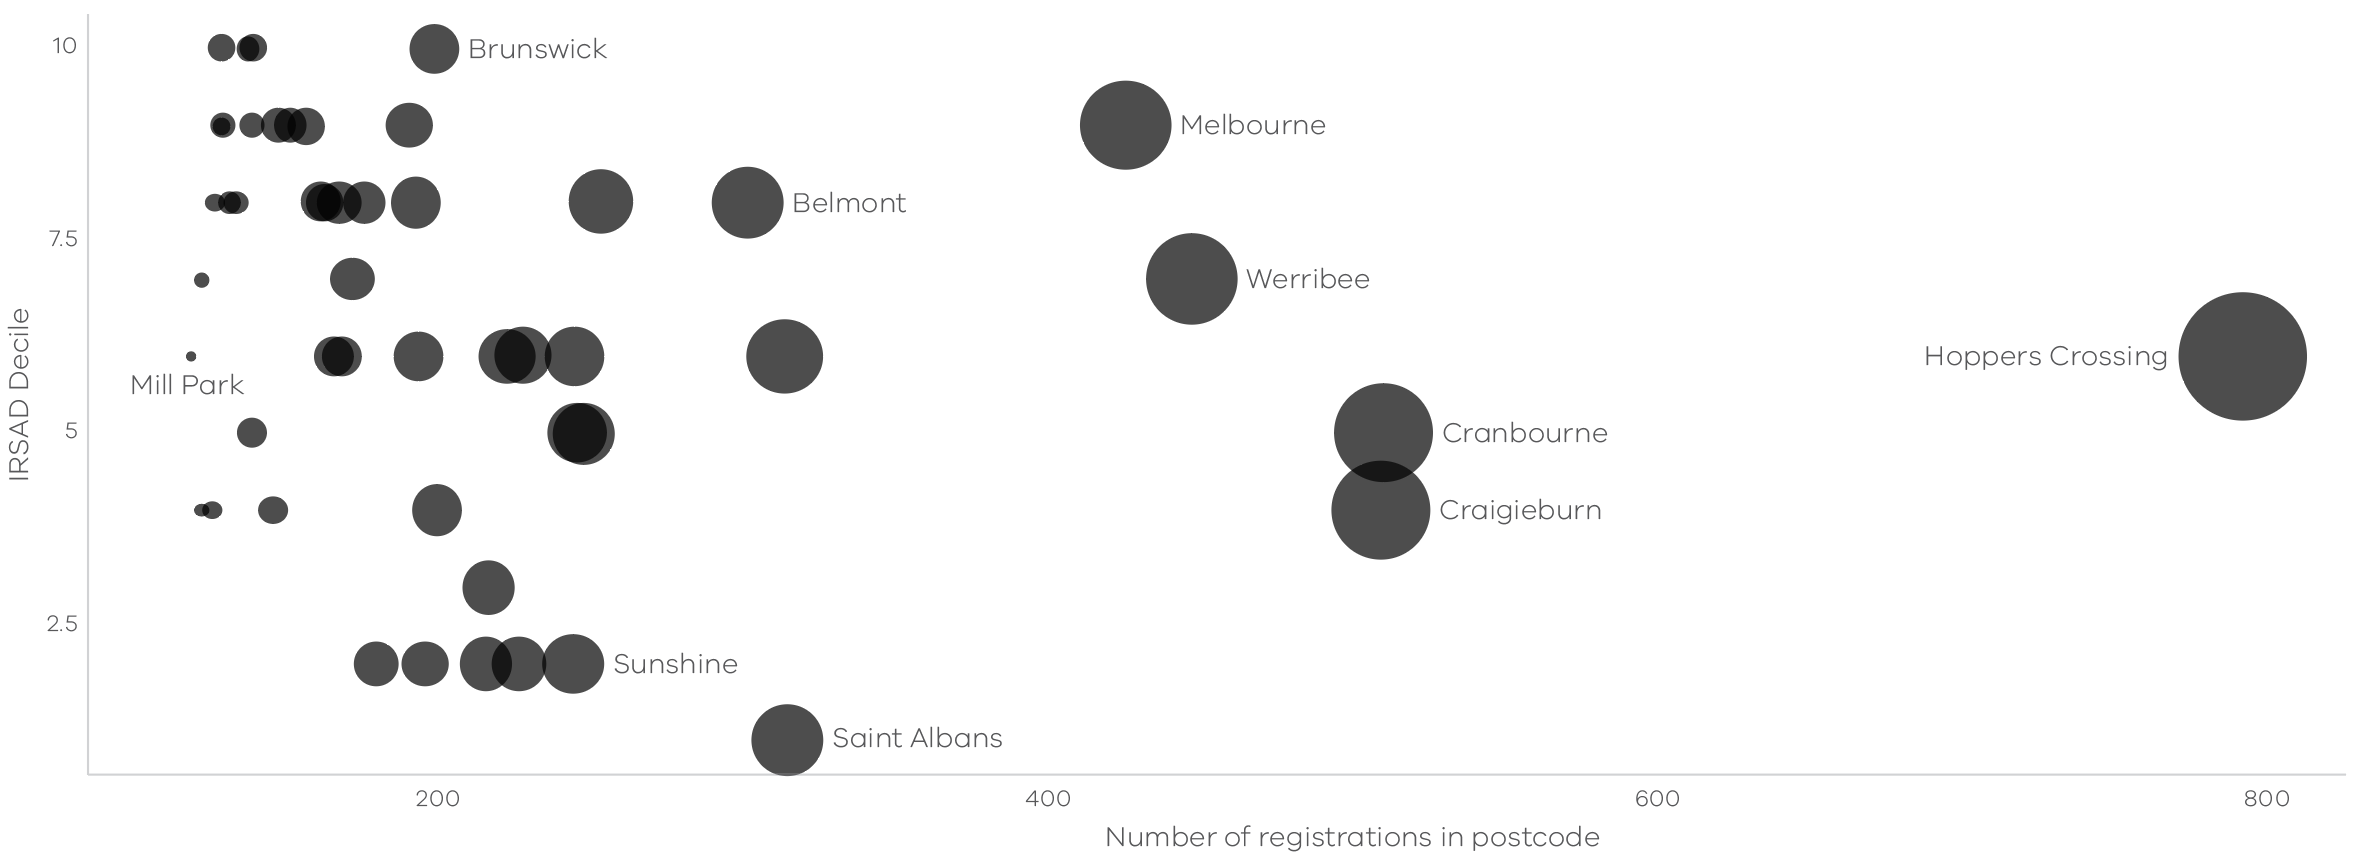 10
Brunswick
Melbourne
Belmont
7.5
Werribee
Hoppers Crossing
Mill Park
IRSAD Decile
5
Cranbourne
Craigieburn
2.5
Sunshine
Saint Albans
200
400
600
800
Number of registrations in postcode